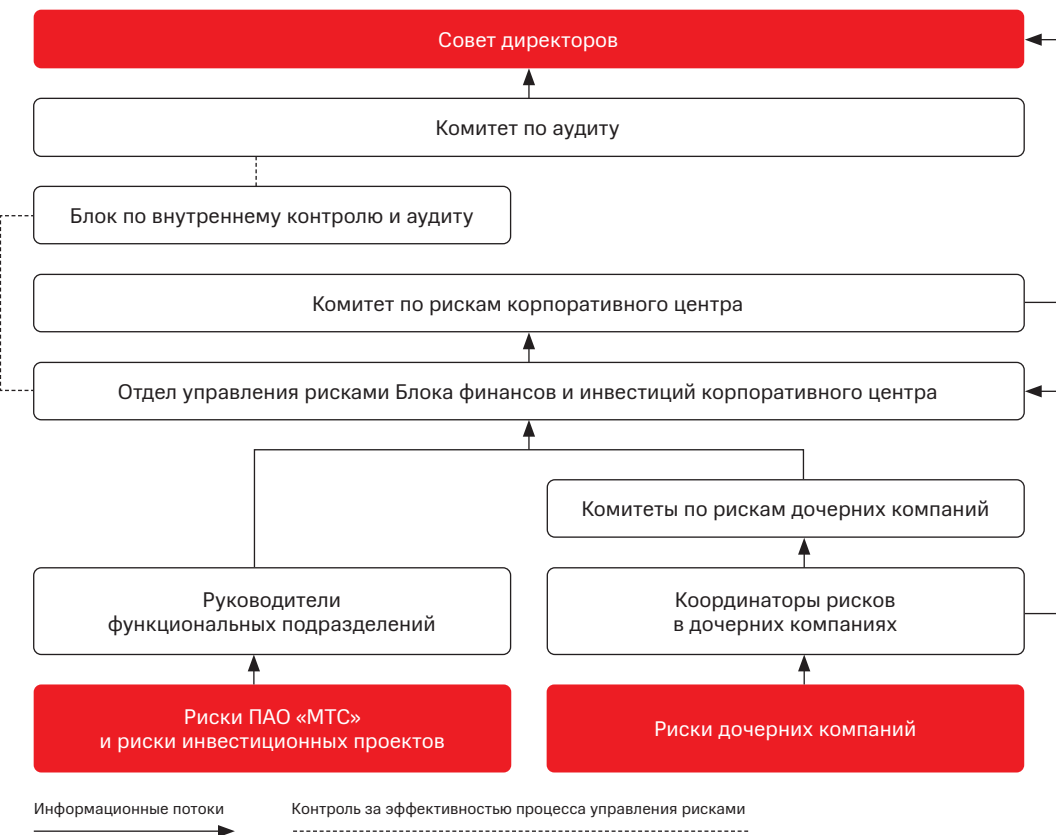 Совет директоров
Комитет по аудиту
Блок по внутреннему контролю и аудиту
Комитет по рискам корпоративного центра
Отдел управления рисками Блока финансов и инвестиций корпоративного центра
Комитеты по рискам дочерних компаний
Руководители
функциональных подразделений
Координаторы рисков
в дочерних компаниях
Риски ПАО «МТС»
и риски инвестиционных проектов
Риски дочерних компаний
Информационные потоки
Контроль за эффективностью процесса управления рисками